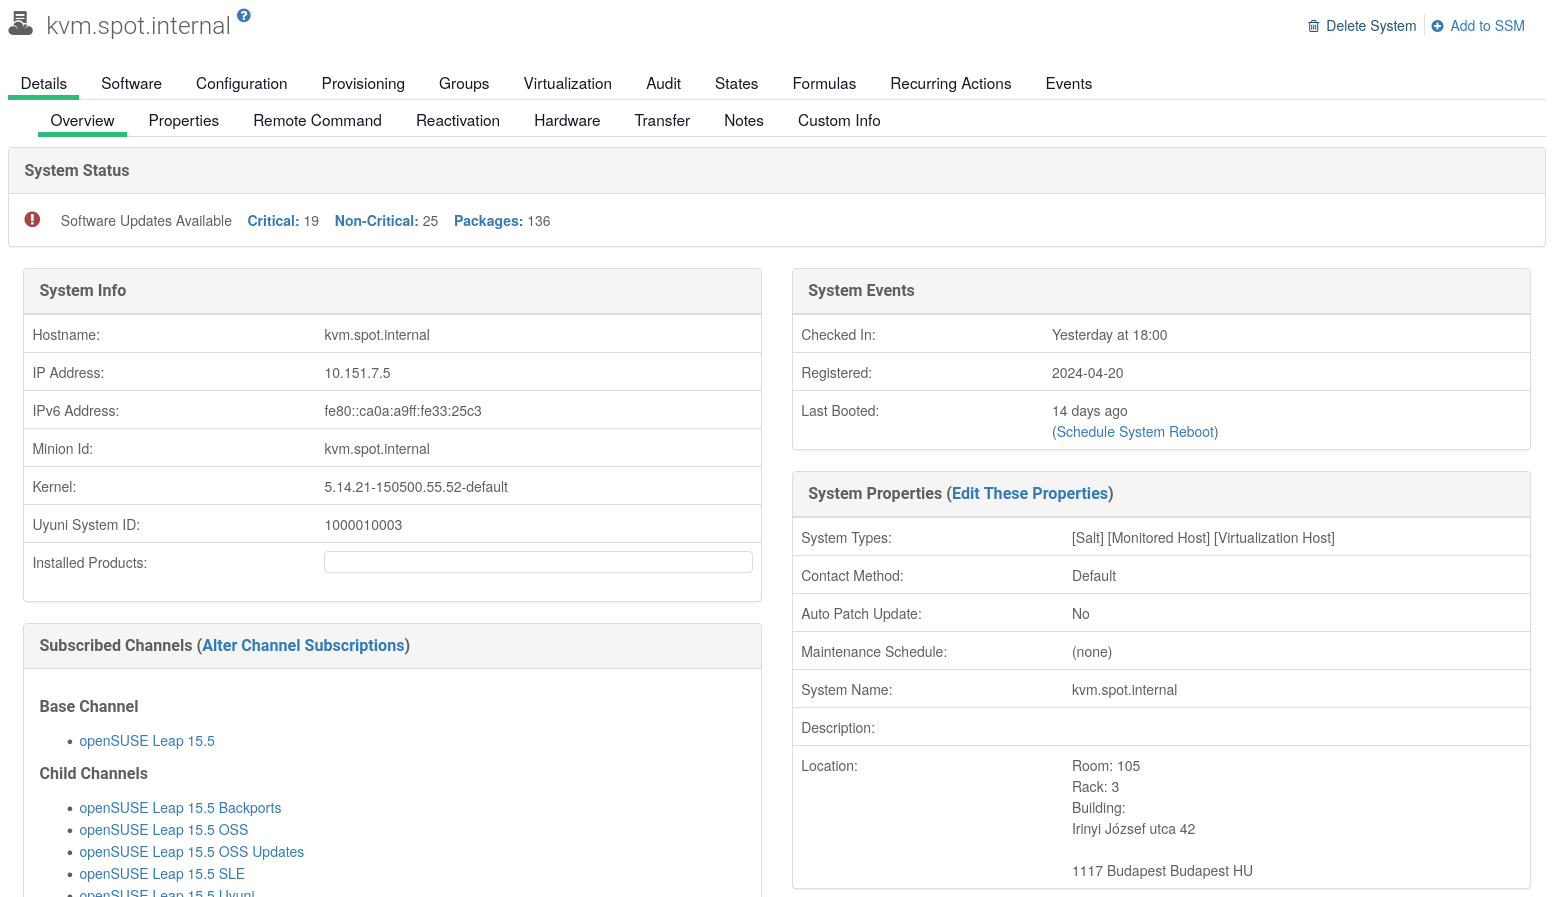 kvm.spot.internal
Delete System
Add to SSM
Details Software Configuration Provisioning Groups Virtualization Audit States Formulas Recurring Actions Events
Overview Properties Remote Command Reactivation Hardware Transfer Notes Custom Info
System Status
Software Updates Available Critical: 19 Non-Critical: 25 Packages: 136
System Info
Hostname: kvm.spot.internal
IP Address: 10.151.7.5
IPv6 Address: fe80::ca0a:a9ff:fe33:25c3
Minion Id: kvm.spot.internal
Kernel: 5.14.21-150500.55.52-default
Uyuni System ID: 1000010003
Installed Products:
Subscribed Channels (Alter Channel Subscriptions)
Base Channel
openSUSE Leap 15.5
Child Channels
openSUSE Leap 15.5 Backports
openSUSE Leap 15.5 OSS
openSUSE Leap 15.5 OSS Updates
openSUSE Leap 15.5 SLE
openSUSE Leap 15.5 Uyuni
System Events
Checked In: Yesterday at 18:00
Registered: 2024-04-20
Last Booted: 14 days ago
(Schedule System Reboot)
System Properties (Edit These Properties)
System Types: [Salt] [Monitored Host] [Virtualization Host]
Contact Method: Default
Auto Patch Update: No
Maintenance Schedule: (none)
System Name: kvm.spot.internal
Description:
Location: Room: 105
Rack: 3
Building:
Irinyi József utca 42
1117 Budapest Budapest HU